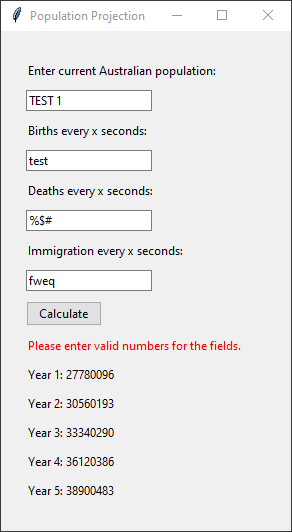 Population Projection
Enter current Australian population:
TEST 1
Births every x seconds:
test
Deaths every x seconds:
%$#
Immigration every x seconds:
fweq
Calculate
Please enter valid numbers for the fields.
Year 1: 27780096
Year 2: 30560193
Year 3: 33340290
Year 4: 36120386
Year 5: 38900483